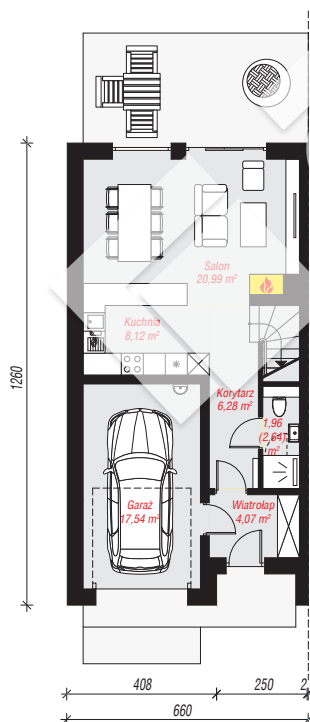 Salon
20,99 m²
Kuchnia
8,12 m²
Korytarz
6,28 m²
1,96
(2,64)
m²
Garaż
17,54 m²
Wiatrołap
4,07 m²
1260
408
250
2
660